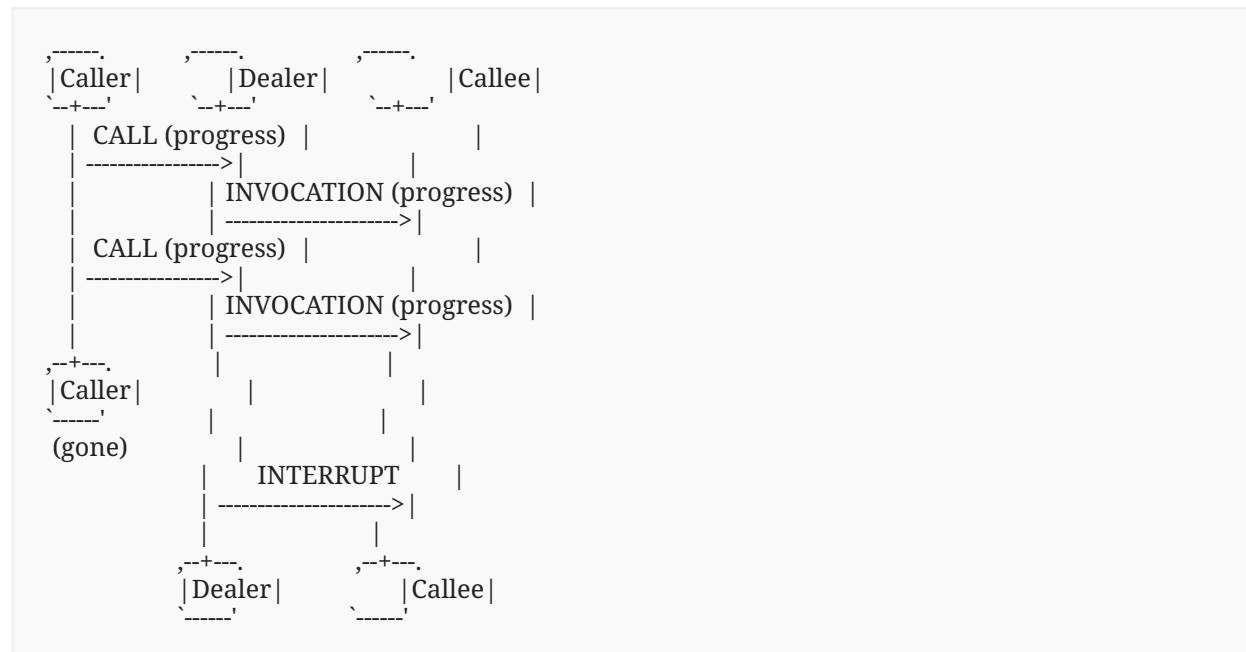 ,------.          ,------.                ,------.
|Caller|          |Dealer|                |Callee|
`--+---'          `--+---'                `--+---'
| CALL (progress) | |
| ----------------->| |
| | INVOCATION (progress) |
| | ---------------------->|
| CALL (progress) | |
| ----------------->| |
| | INVOCATION (progress) |
| | ---------------------->|
,--+---. | |
|Caller| | |
`------' | |
(gone) | |
| INTERRUPT |
| ---------------------->|
| |
,--+---. ,--+---.
|Dealer| |Callee|
`------' `------'